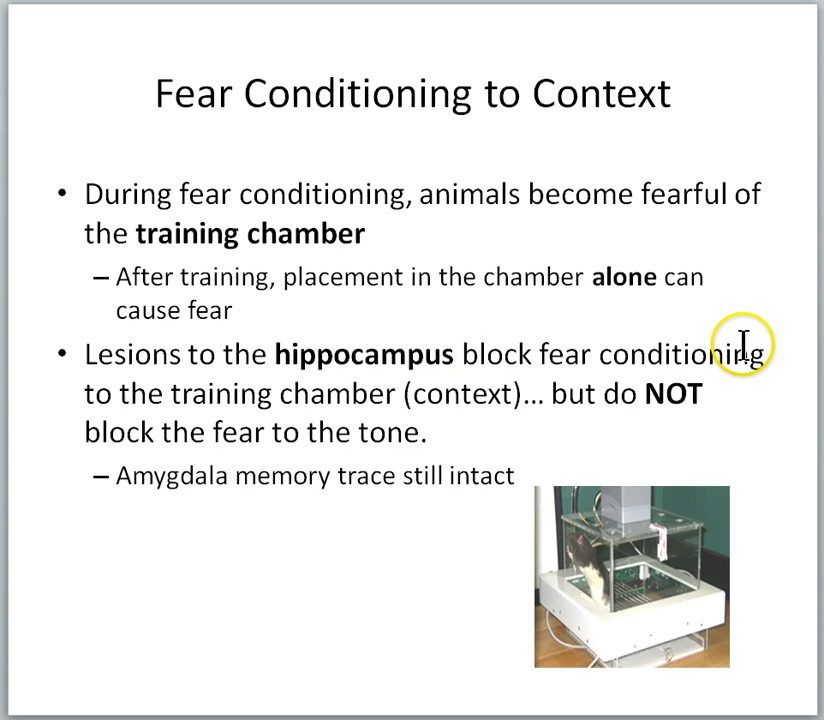 Fear Conditioning to Context
• During fear conditioning, animals become fearful of
the training chamber
– After training, placement in the chamber alone can
cause fear
• Lesions to the hippocampus block fear conditioning
to the training chamber (context)... but do NOT
block the fear to the tone.
– Amygdala memory trace still intact